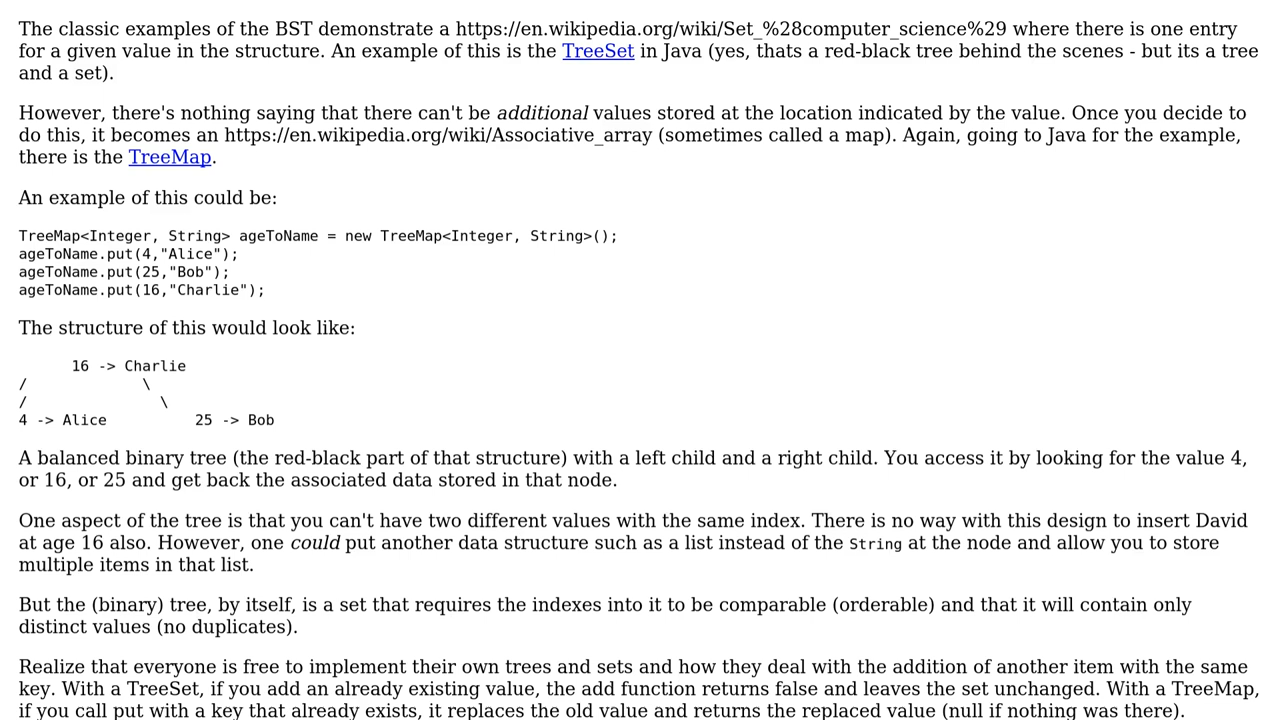 The classic examples of the BST demonstrate a https://en.wikipedia.org/wiki/Set_%28computer_science%29 where there is one entry
for a given value in the structure. An example of this is the TreeSet in Java (yes, thats a red-black tree behind the scenes - but its a tree
and a set).
However, there's nothing saying that there can't be additional values stored at the location indicated by the value. Once you decide to
do this, it becomes an https://en.wikipedia.org/wiki/Associative_array (sometimes called a map). Again, going to Java for the example,
there is the TreeMap.
An example of this could be:
TreeMap<Integer, String> ageToName = new TreeMap<Integer, String>();
ageToName.put(4,"Alice");
ageToName.put(25,"Bob");
ageToName.put(16,"Charlie");
The structure of this would look like:
      16 -> Charlie
/             \
/               \
4 -> Alice          25 -> Bob
A balanced binary tree (the red-black part of that structure) with a left child and a right child. You access it by looking for the value 4,
or 16, or 25 and get back the associated data stored in that node.
One aspect of the tree is that you can't have two different values with the same index. There is no way with this design to insert David
at age 16 also. However, one could put another data structure such as a list instead of the String at the node and allow you to store
multiple items in that list.
But the (binary) tree, by itself, is a set that requires the indexes into it to be comparable (orderable) and that it will contain only
distinct values (no duplicates).
Realize that everyone is free to implement their own trees and sets and how they deal with the addition of another item with the same
key. With a TreeSet, if you add an already existing value, the add function returns false and leaves the set unchanged. With a TreeMap,
if you call put with a key that already exists, it replaces the old value and returns the replaced value (null if nothing was there).